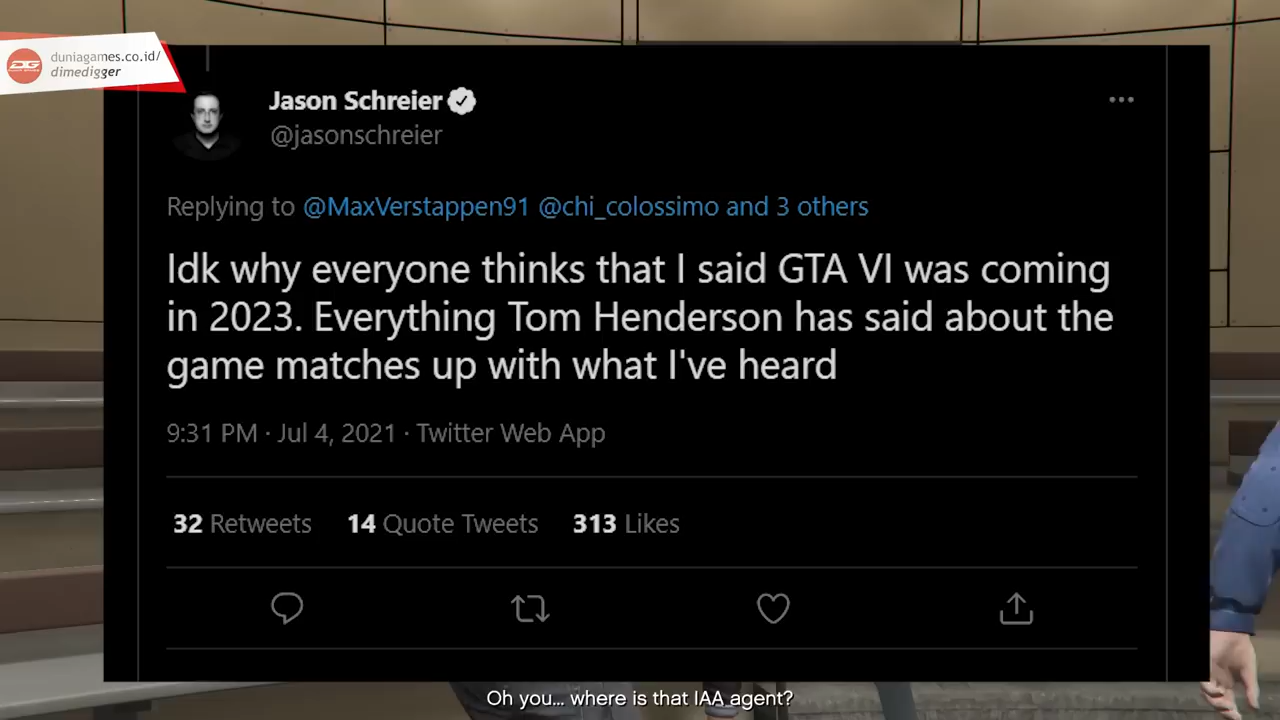 duniagames.co.id/
dimedigger
Jason Schreier
@jasonschreier
Replying to @MaxVerstappen91 @chi_colossimo and 3 others
Idk why everyone thinks that I said GTA VI was coming
in 2023. Everything Tom Henderson has said about the
game matches up with what I've heard
9:31 PM · Jul 4, 2021 · Twitter Web App
32 Retweets 14 Quote Tweets 313 Likes
Oh you... where is that IAA agent?